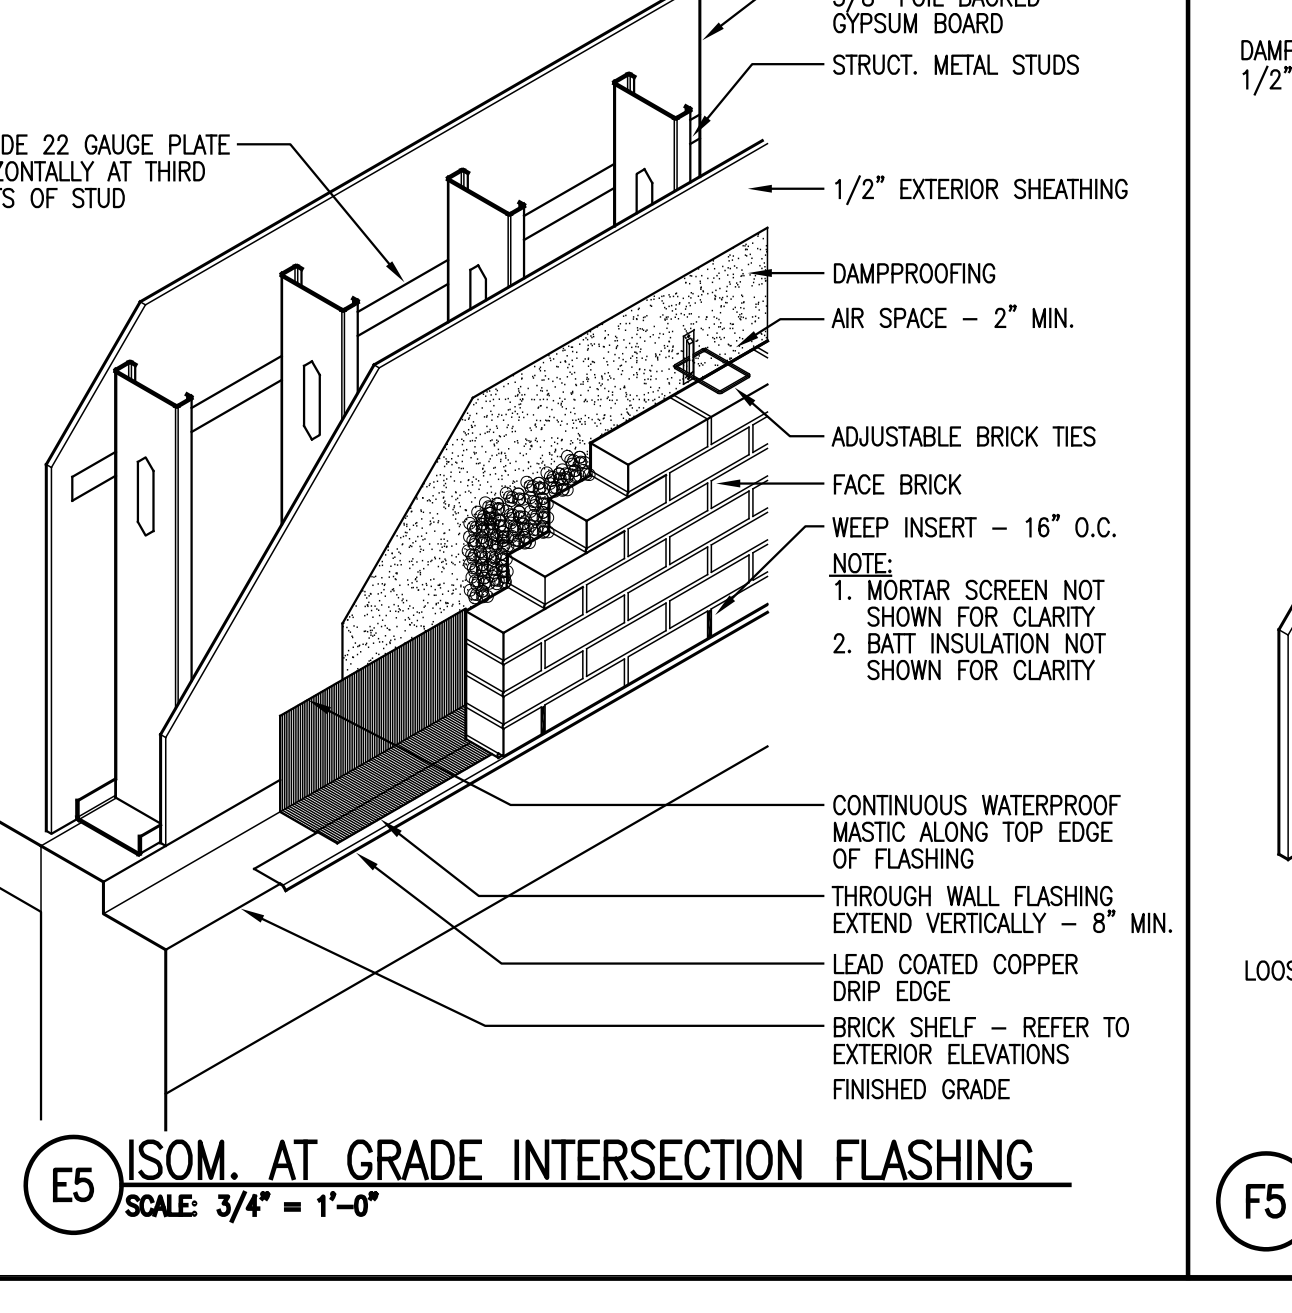 GYPSUM BOARD
STRUCT. METAL STUDS
DE 22 GAUGE PLATE
ZONTALLY AT THIRD
TS OF STUD
1/2" EXTERIOR SHEATHING
DAMPPROOFING
AIR SPACE – 2" MIN.
ADJUSTABLE BRICK TIES
FACE BRICK
WEEP INSERT – 16" O.C.
NOTE:
1. MORTAR SCREEN NOT
SHOWN FOR CLARITY
2. BATT INSULATION NOT
SHOWN FOR CLARITY
CONTINUOUS WATERPROOF
MASTIC ALONG TOP EDGE
OF FLASHING
THROUGH WALL FLASHING
EXTEND VERTICALLY – 8" MIN.
LEAD COATED COPPER
DRIP EDGE
BRICK SHELF – REFER TO
EXTERIOR ELEVATIONS
FINISHED GRADE
E5
ISOM. AT GRADE INTERSECTION FLASHING
SCALE: 3/4" = 1'-0"
DAMP
1/2"
LOOS
F5